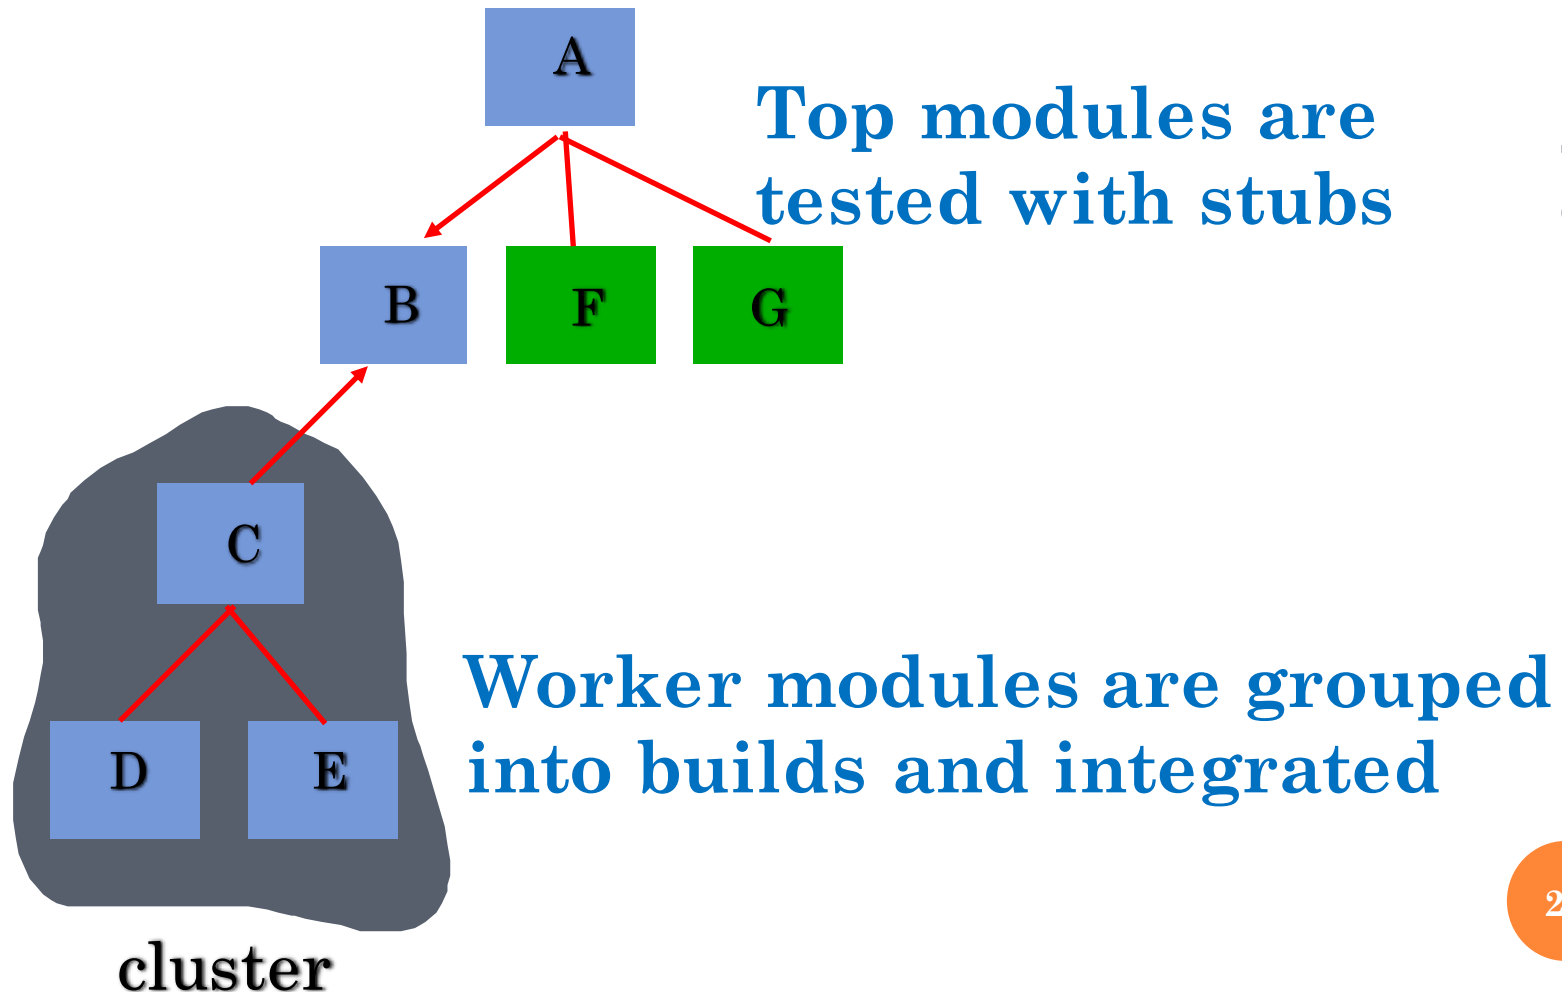 A
Top modules are
tested with stubs
B
F
G
C
Worker modules are grouped
into builds and integrated
D
E
cluster